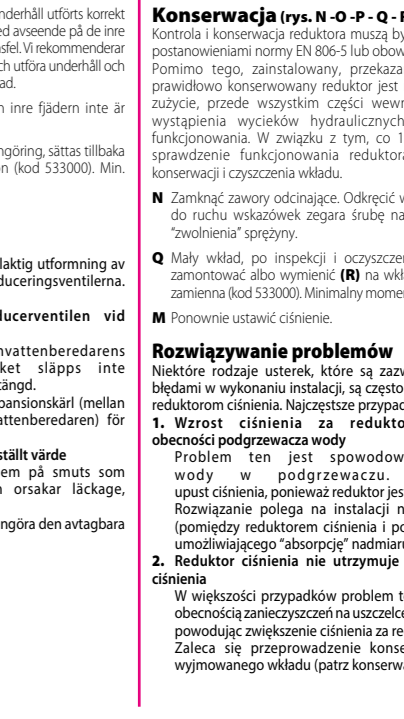 nderhåll utförts korrekt
ed avseende på de inre
sfel. Vi rekommenderar
ch utföra underhåll och
ad.
n inre fjädern inte är
göring, sättas tillbaka
n (kod 533000). Min.
laktig utformning av
duceringsventilerna.
ducerventilen vid
nvattenberedarens
ket släpps inte
tängd.
pansionskärl (mellan
attenberedaren) för
ställt värde
em på smuts som
n orsakar läckage,
ngöra den avtagbara
Konserwacja (rys. N -O -P - Q - R
Kontrola i konserwacja reduktora muszą by
postanowieniami normy EN 806-5 lub obow
Pomimo tego, zainstalowany, przekaza
prawidłowo konserwowany reduktor jest
zużycie, przede wszystkim części wewn
wystąpienia wycieków hydraulicznych
funkcjonowania. W związku z tym, co 1
sprawdzenie funkcjonowania reduktora
konserwacji i czyszczenia wkładu.
N Zamknąć zawory odcinające. Odkręcić w
do ruchu wskazówek zegara śrubę na
"zwolnienia" sprężyny.
Q Mały wkład, po inspekcji i oczyszczen
zamontować albo wymienić (R) na wkł
zamienna (kod 533000). Minimalny momen
M Ponownie ustawić ciśnienie.
Rozwiązywanie problemów
Niektóre rodzaje usterek, które są zazw
błędami w wykonaniu instalacji, są często
reduktorom ciśnienia. Najczęstsze przypad
1. Wzrost ciśnienia za redukto
obecności podgrzewacza wody
Problem ten jest spowodow
wody w podgrzewaczu.
upust ciśnienia, ponieważ reduktor jes
Rozwiązanie polega na instalacji n
(pomiędzy reduktorem ciśnienia i po
umożliwiającego "absorpcję" nadmiaru
2. Reduktor ciśnienia nie utrzymuje
ciśnienia
W większości przypadków problem te
obecnością zanieczyszczeń na uszczelce
powodując zwiększenie ciśnienia za re
Zaleca się przeprowadzenie konse
wyjmowanego wkładu (patrz konserwa